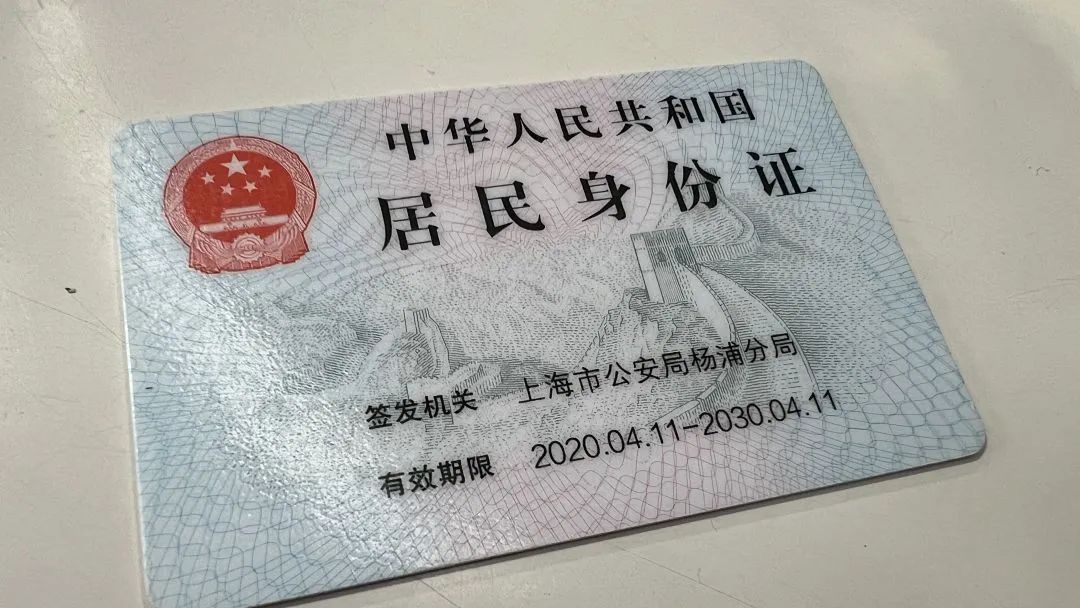 中华人民共和国
居民身份证
签发机关 上海市公安局杨浦分局
有效期限 2020.04.11-2030.04.11